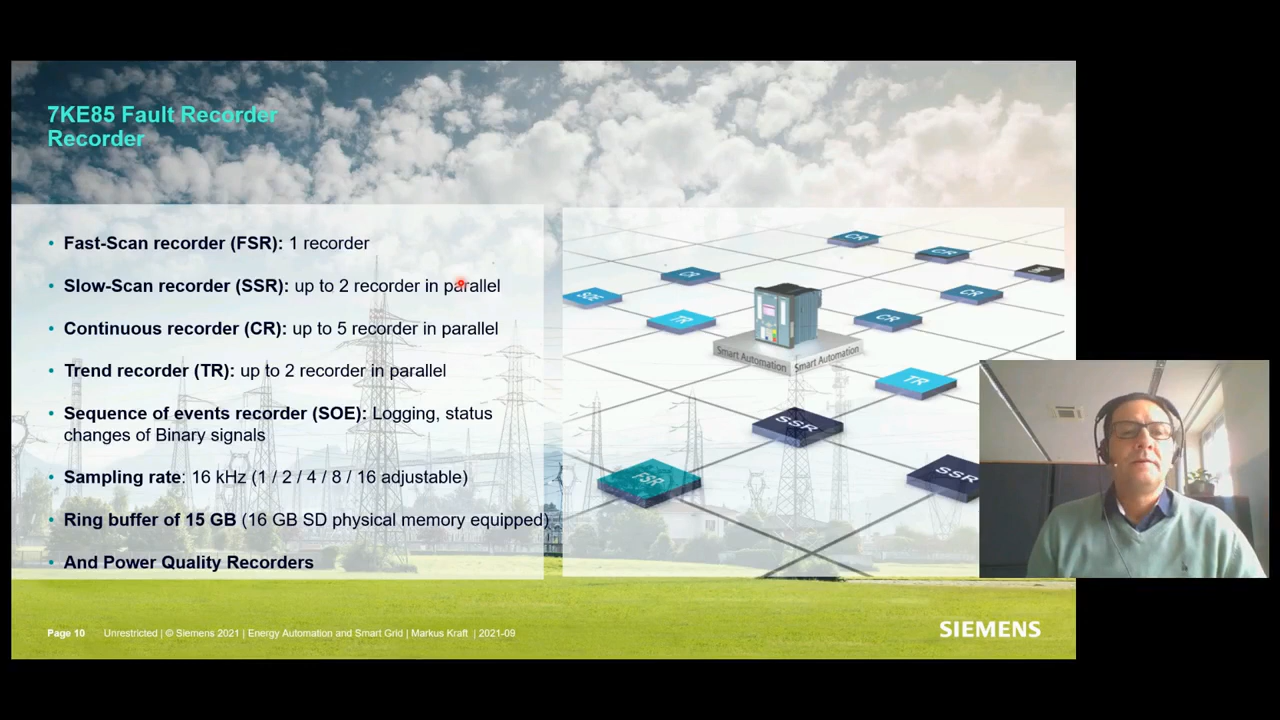 7KE85 Fault Recorder
Recorder
• Fast-Scan recorder (FSR): 1 recorder
• Slow-Scan recorder (SSR): up to 2 recorder in parallel
• Continuous recorder (CR): up to 5 recorder in parallel
• Trend recorder (TR): up to 2 recorder in parallel
• Sequence of events recorder (SOE): Logging, status
changes of Binary signals
• Sampling rate: 16 kHz (1 / 2 / 4 / 8 / 16 adjustable)
• Ring buffer of 15 GB (16 GB SD physical memory equipped)
• And Power Quality Recorders
CR
CR
CR
SOE
CR
TR
CR
Smart Automation
Smart Automation
TR
SSR
FSR
SSR
Page 10 Unrestricted | © Siemens 2021 | Energy Automation and Smart Grid | Markus Kraft | 2021-09
SIEMENS